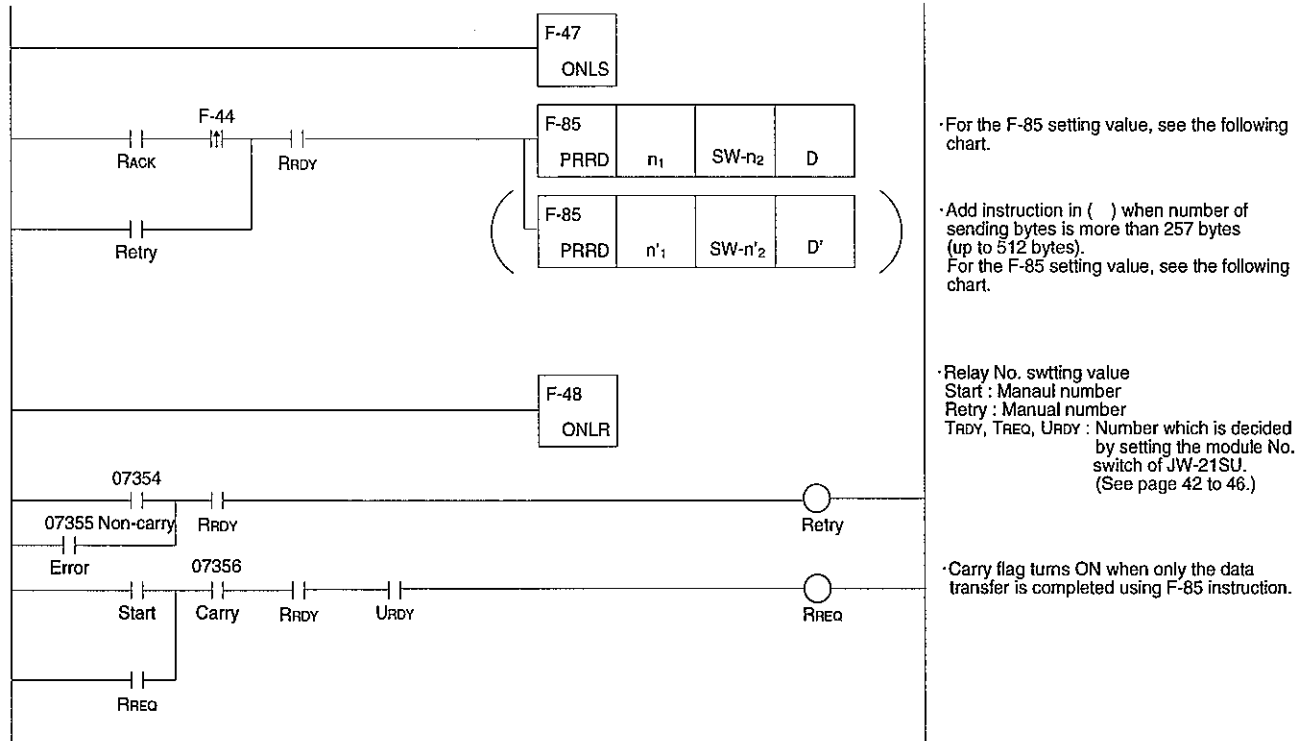 F-47
ONLS
F-44
RACK
RRDY
F-85
PRRD n1 SW-n2 D
Retry
( F-85
PRRD n'1 SW-n'2 D' )
·For the F-85 setting value, see the following
chart.
·Add instruction in ( ) when number of
sending bytes is more than 257 bytes
(up to 512 bytes).
For the F-85 setting value, see the following
chart.
F-48
ONLR
·Relay No. swtting value
Start : Manaul number
Retry : Manual number
TRDY, TREQ, URDY : Number which is decided
by setting the module No.
switch of JW-21SU.
(See page 42 to 46.)
07354
07355 Non-carry RRDY Retry
Error 07356
Start Carry RRDY URDY RREQ
RREQ
·Carry flag turns ON when only the data
transfer is completed using F-85 instruction.